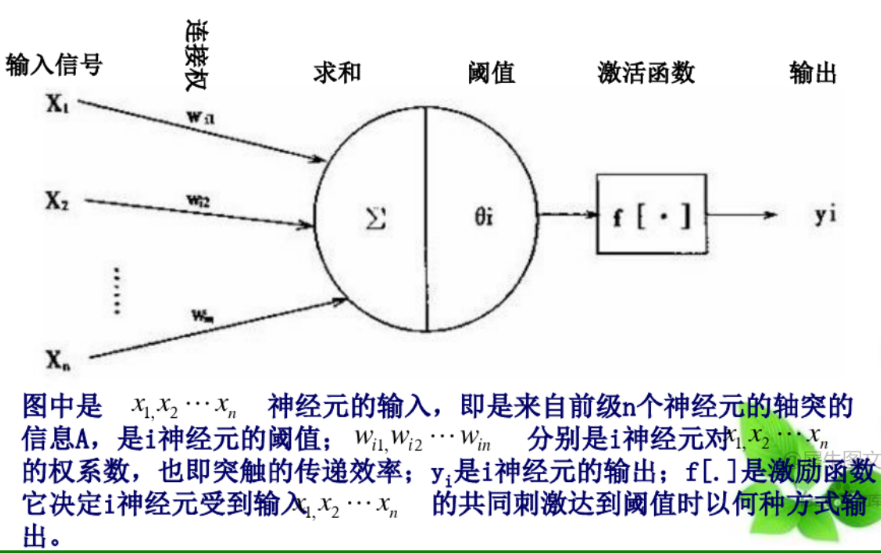 输入信号 连接权 求和 阈值 激活函数 输出
X1 wi1
X2 wi2 Σ θi f [ · ] yi
⋮
Xn win
图中是 x1,x2⋯xn 神经元的输入，即是来自前级n个神经元的轴突的
信息A，是i神经元的阈值； wi1,wi2⋯win 分别是i神经元对x1,x2⋯xn
的权系数，也即突触的传递效率；yi是i神经元的输出；f[.]是激励函数
它决定i神经元受到输入x1,x2⋯xn 的共同刺激达到阈值时以何种方式输
出。